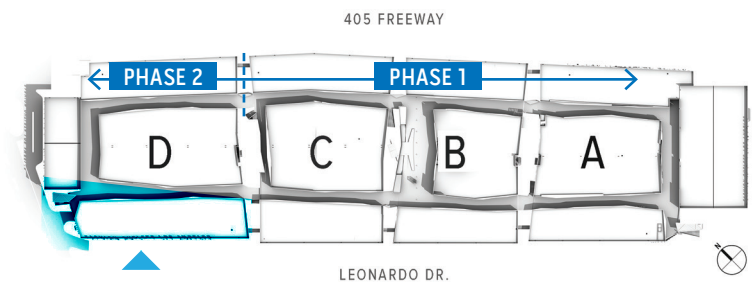 405 FREEWAY
PHASE 2
PHASE 1
D
C
B
A
N
LEONARDO DR.